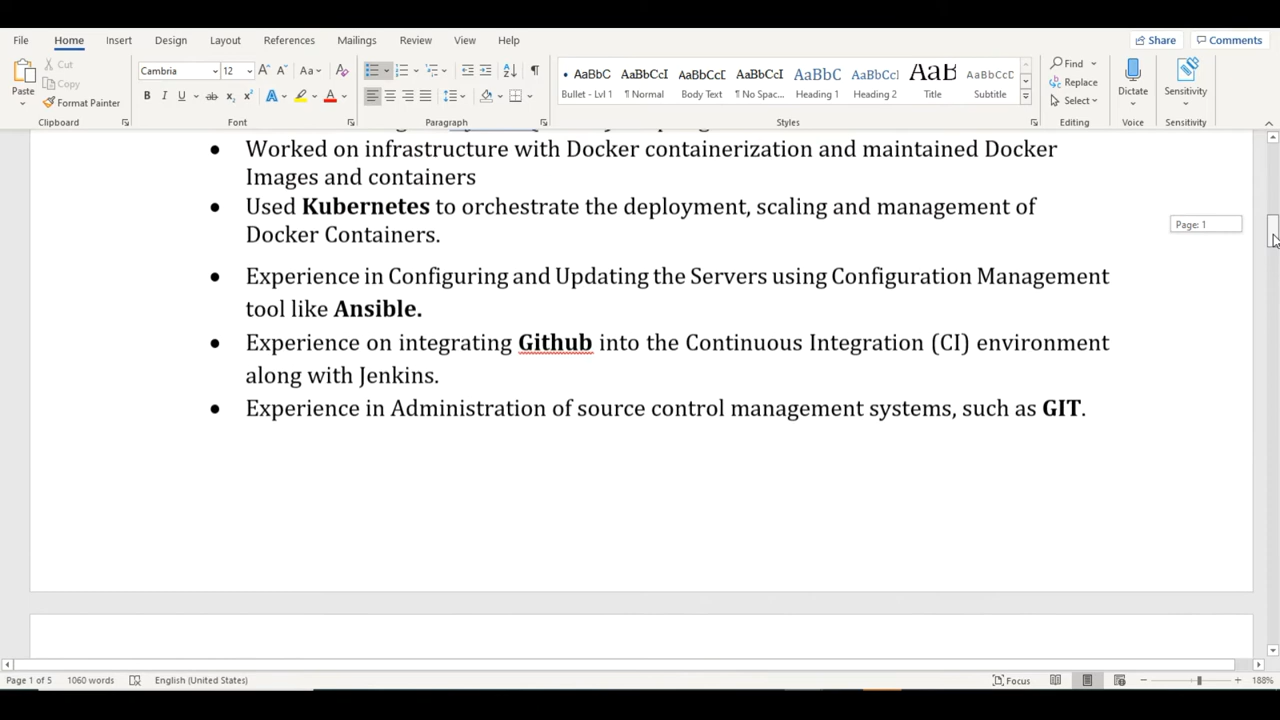 File Home Insert Design Layout References Mailings Review View Help Share Comments
Cut
Copy
Paste Format Painter
Cambria 12 Aa
B I U ab x₂ x² A A
AaBbC AaBbCcI AaBbCcD AaBbCcI AaBbC AaBbCcI AaB AaBbCcD
Bullet - Lvl 1 ¶ Normal Body Text ¶ No Spac... Heading 1 Heading 2 Title Subtitle
Find
Replace
Select
Dictate Sensitivity
Clipboard Font Paragraph Styles Editing Voice Sensitivity
• Worked on infrastructure with Docker containerization and maintained Docker
Images and containers
• Used Kubernetes to orchestrate the deployment, scaling and management of
Docker Containers.
Page: 1
• Experience in Configuring and Updating the Servers using Configuration Management
tool like Ansible.
• Experience on integrating Github into the Continuous Integration (CI) environment
along with Jenkins.
• Experience in Administration of source control management systems, such as GIT.
Page 1 of 5 1060 words English (United States) Focus 188%